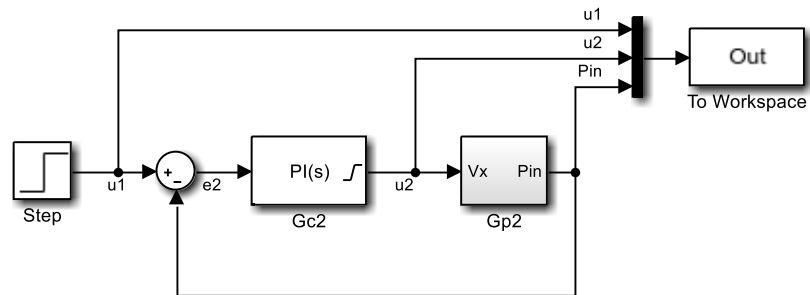 u1
u2
Pin
Out
To Workspace
+
−
PI(s)
Vx
Pin
u1
e2
u2
Step
Gc2
Gp2